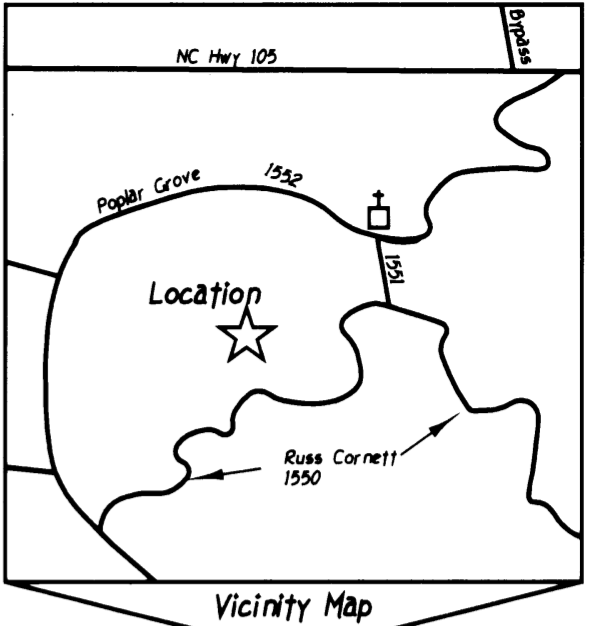 Bypass
NC Hwy 105
Poplar Grove
1552
1551
Location
Russ Cornett
1550
Vicinity Map